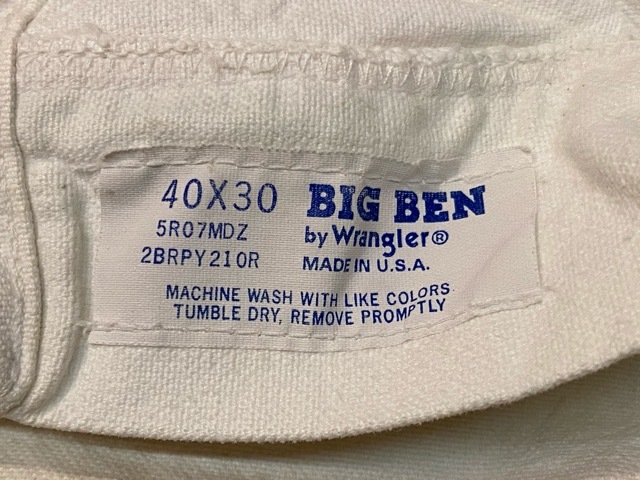 40X30
5R07MDZ
2BRPY210R
BIG BEN
by Wrangler®
MADE IN U.S.A.
MACHINE WASH WITH LIKE COLORS
TUMBLE DRY, REMOVE PROMPTLY